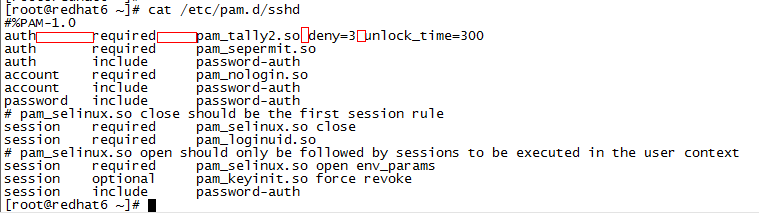 [root@redhat6 ~]# cat /etc/pam.d/sshd
#%PAM-1.0
auth required pam_tally2.so deny=3 unlock_time=300
auth required pam_sepermit.so
auth include password-auth
account required pam_nologin.so
account include password-auth
password include password-auth
# pam_selinux.so close should be the first session rule
session required pam_selinux.so close
session required pam_loginuid.so
# pam_selinux.so open should only be followed by sessions to be executed in the user context
session required pam_selinux.so open env_params
session optional pam_keyinit.so force revoke
session include password-auth
[root@redhat6 ~]#